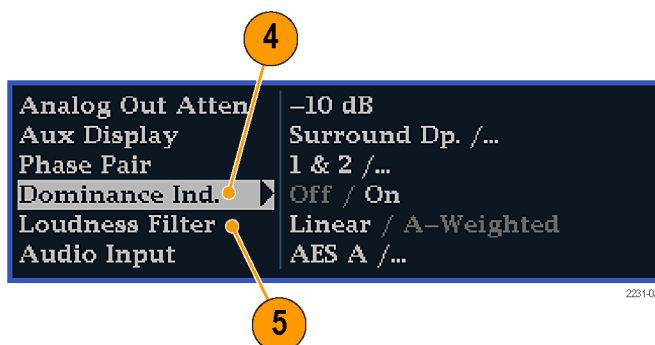 4
Analog Out Atten –10 dB
Aux Display Surround Dp. /...
Phase Pair 1 & 2 /...
Dominance Ind. Off / On
Loudness Filter Linear / A–Weighted
Audio Input AES A /...
5